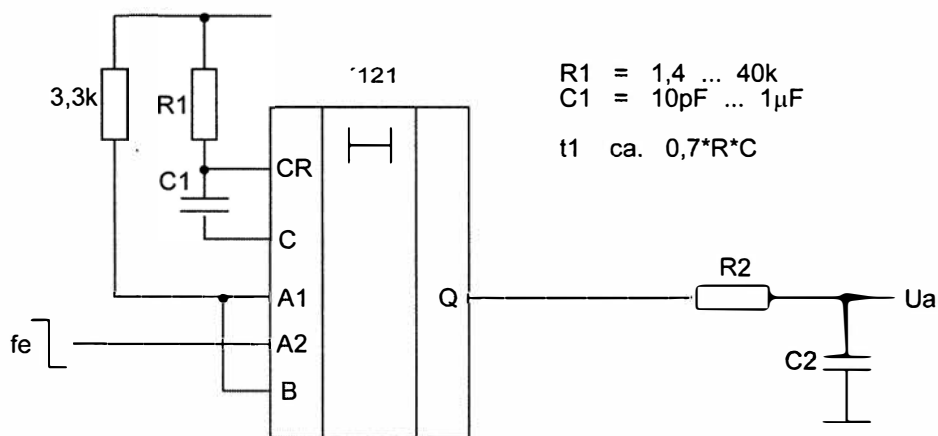 ´121
R1 = 1,4 ... 40k
C1 = 10pF ... 1µF
t1 ca. 0,7*R*C
3,3k
R1
C1
CR
C
A1
A2
B
Q
fe
R2
Ua
C2